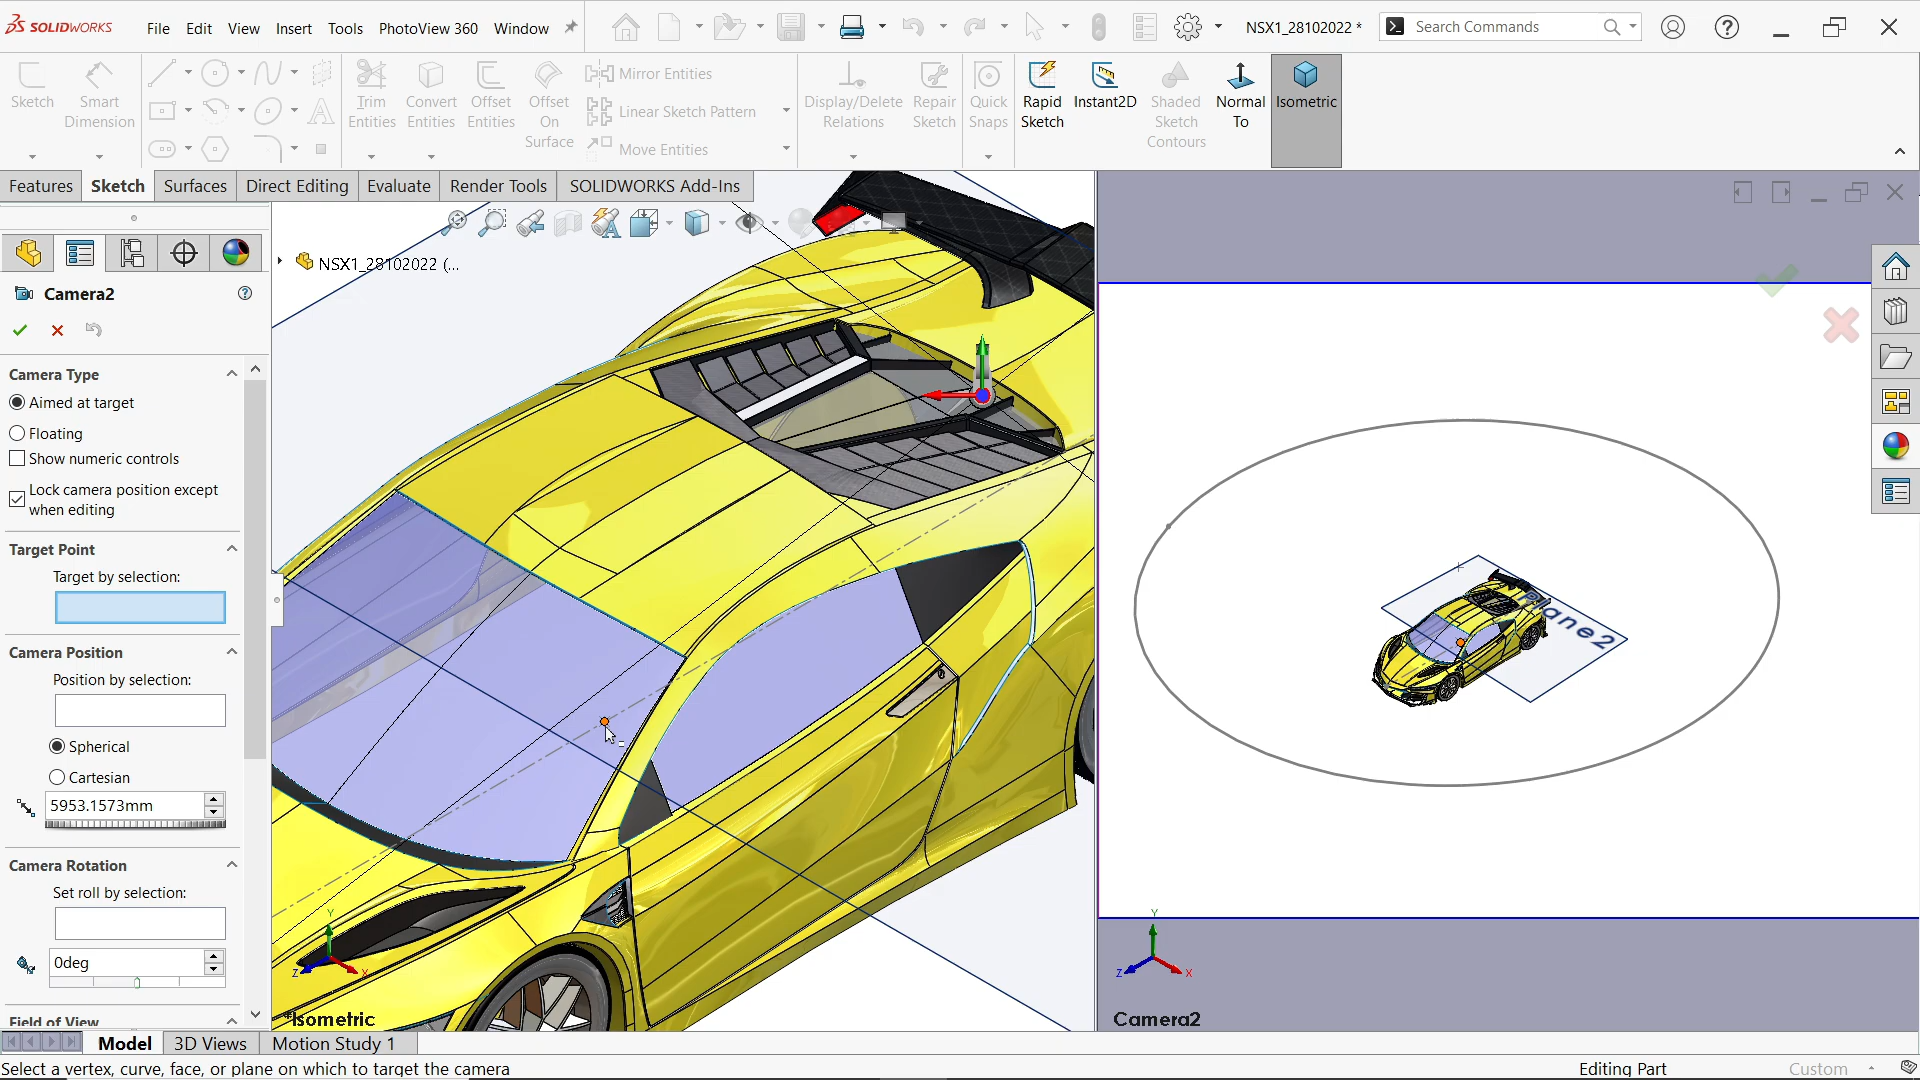 SOLIDWORKS
File Edit View Insert Tools PhotoView 360 Window
NSX1_28102022 *
Search Commands
Sketch
Smart Dimension
Trim Entities
Convert Entities
Offset Entities
Offset On Surface
Mirror Entities
Linear Sketch Pattern
Move Entities
Display/Delete Relations
Repair Sketch
Quick Snaps
Rapid Sketch
Instant2D
Shaded Sketch Contours
Normal To
Isometric
Features Sketch Surfaces Direct Editing Evaluate Render Tools SOLIDWORKS Add-Ins
NSX1_28102022 (...
Camera2
Camera Type
Aimed at target
Floating
Show numeric controls
Lock camera position except
when editing
Target Point
Target by selection:
Camera Position
Position by selection:
Spherical
Cartesian
5953.1573mm
Camera Rotation
Set roll by selection:
0deg
Field of View
Y
Z
X
*Isometric
Plane2
Y
Z
X
Camera2
Model 3D Views Motion Study 1
Select a vertex, curve, face, or plane on which to target the camera
Editing Part
Custom